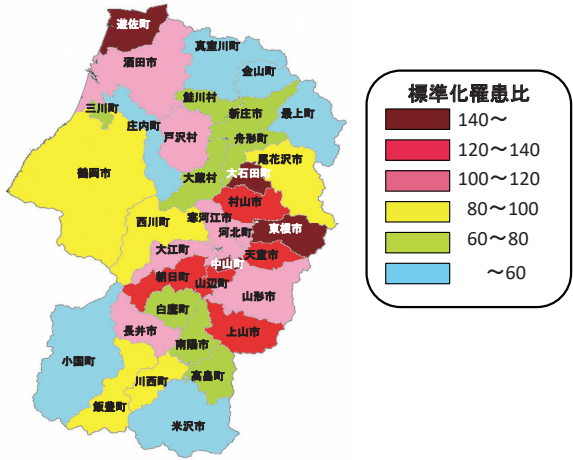 遊佐町
真室川町
酒田市
金山町
鮭川村
三川町
新庄市
最上町
庄内町
戸沢村
舟形町
尾花沢市
鶴岡市
大蔵村
大石田町
村山市
西川町
寒河江市
河北町
東根市
大江町
天童市
中山町
朝日町
山辺町
山形市
白鷹町
長井市
上山市
南陽市
小国町
高畠町
川西町
飯豊町
米沢市
標準化罹患比
140～
120～140
100～120
80～100
60～80
～60